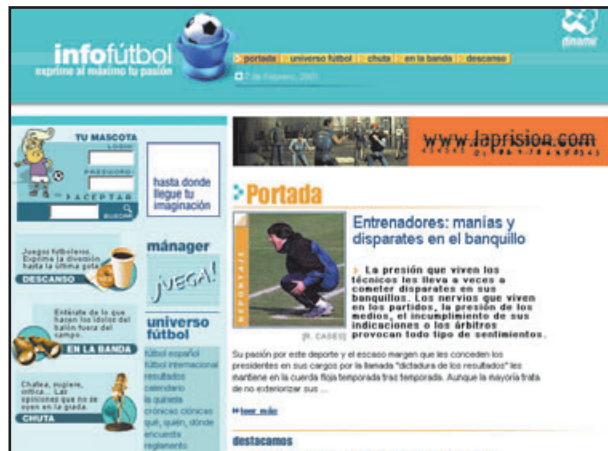 infofútbol
exprime al máximo tu pasión
dinamic
portada universo fútbol chuta en la banda descanso
7 de Febrero, 2001
TU MASCOTA
LOGIN:
PASSWORD:
ACEPTAR
BUSCAR
hasta donde
llegue tu
imaginación
www.laprision.com
Portada
REPORTAJE
[R. CASES]
Entrenadores: manías y
disparates en el banquillo
La presión que viven los
técnicos les lleva a veces a
cometer disparates en sus
banquillos. Los nervios que viven
en los partidos, la presión de los
medios, el incumplimiento de sus
indicaciones o los árbitros
provocan todo tipo de sentimientos.
Su pasión por este deporte y el escaso margen que les conceden los
presidentes en sus cargos por la llamada "dictadura de los resultados" les
mantiene en la cuerda floja temporada tras temporada. Aunque la mayoría trata
de no exteriorizar sus ...
leer más
destacamos
Juegos futboleros.
Exprime la diversión
hasta la última gota.
DESCANSO
Entérate de lo que
hacen los ídolos del
balón fuera del
campo.
EN LA BANDA
Chatea, sugiere,
critica... Las
opiniones que no se
oyen en la grada.
CHUTA
mánager
¡JUEGA!
universo
fútbol
fútbol español
fútbol internacional
resultados
calendario
la quiniela
crónicas clónicas
qué, quién, dónde
encuesta
reglamento